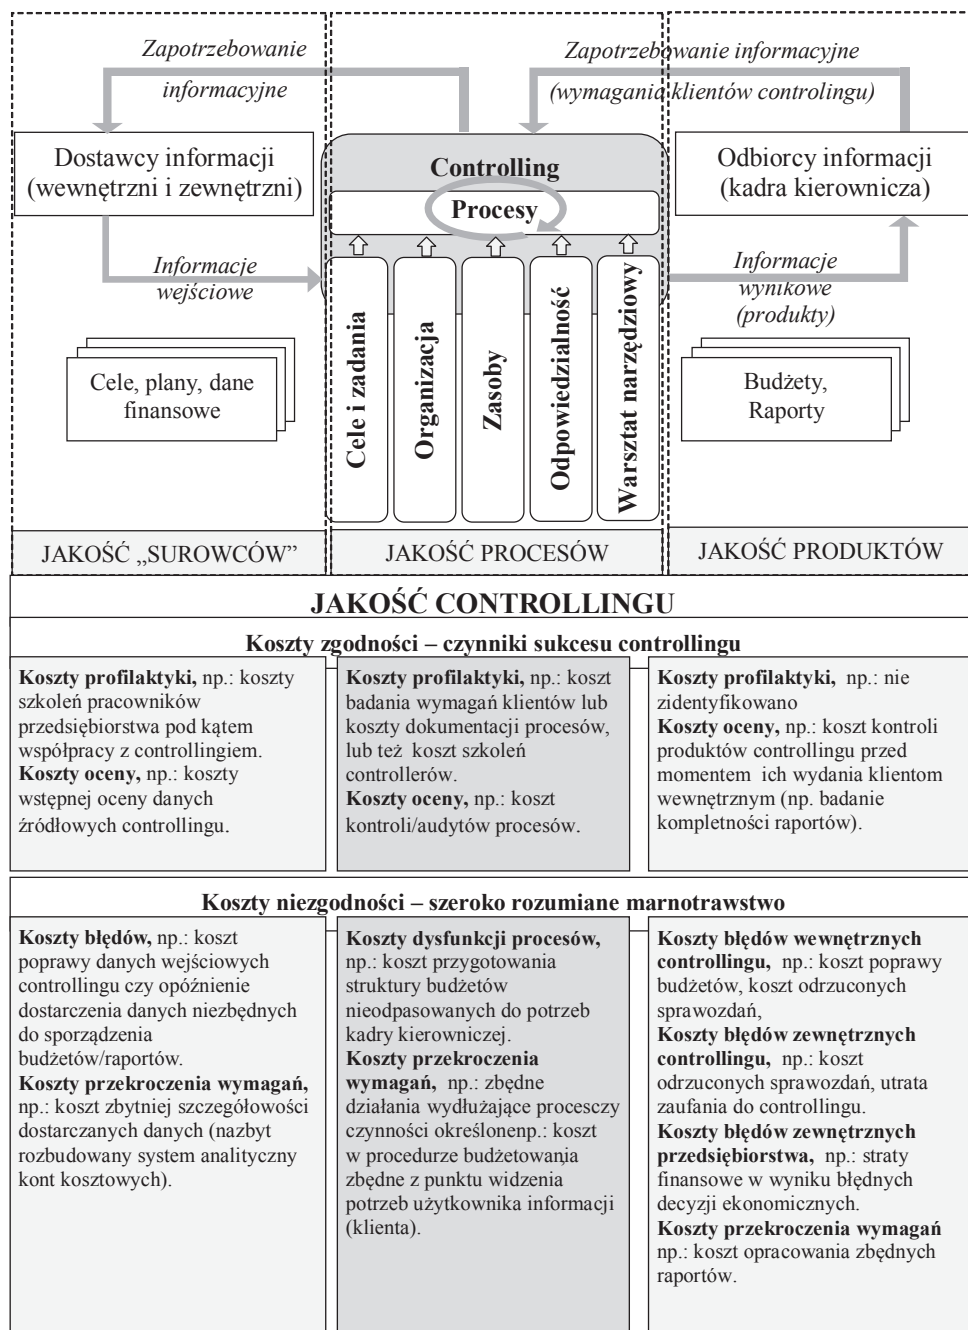 Zapotrzebowanie
informacyjne
Zapotrzebowanie informacyjne
(wymagania klientów controlingu)
Dostawcy informacji
(wewnętrzni i zewnętrzni)
Controlling
Procesy
Odbiorcy informacji
(kadra kierownicza)
Informacje
wejściowe
Informacje
wynikowe
(produkty)
Cele, plany, dane
finansowe
Cele i zadania
Organizacja
Zasoby
Odpowiedzialność
Warsztat narzędziowy
Budżety,
Raporty
JAKOŚĆ „SUROWCÓW”
JAKOŚĆ PROCESÓW
JAKOŚĆ PRODUKTÓW
JAKOŚĆ CONTROLLINGU
Koszty zgodności – czynniki sukcesu controllingu
Koszty profilaktyki, np.: koszty
szkoleń pracowników
przedsiębiorstwa pod kątem
współpracy z controllingiem.
Koszty oceny, np.: koszty
wstępnej oceny danych
źródłowych controllingu.
Koszty profilaktyki, np.: koszt
badania wymagań klientów lub
koszty dokumentacji procesów,
lub też koszt szkoleń
controllerów.
Koszty oceny, np.: koszt
kontroli/audytów procesów.
Koszty profilaktyki, np.: nie
zidentyfikowano
Koszty oceny, np.: koszt kontroli
produktów controllingu przed
momentem ich wydania klientom
wewnętrznym (np. badanie
kompletności raportów).
Koszty niezgodności – szeroko rozumiane marnotrawstwo
Koszty błędów, np.: koszt
poprawy danych wejściowych
controllingu czy opóźnienie
dostarczenia danych niezbędnych
do sporządzenia
budżetów/raportów.
Koszty przekroczenia wymagań,
np.: koszt zbytniej szczegółowości
dostarczanych danych (nazbyt
rozbudowany system analityczny
kont kosztowych).
Koszty dysfunkcji procesów,
np.: koszt przygotowania
struktury budżetów
nieodpasowanych do potrzeb
kadry kierowniczej.
Koszty przekroczenia
wymagań, np.: zbędne
działania wydłużające procesczy
czynności określonenp.: koszt
w procedurze budżetowania
zbędne z punktu widzenia
potrzeb użytkownika informacji
(klienta).
Koszty błędów wewnętrznych
controllingu, np.: koszt poprawy
budżetów, koszt odrzuconych
sprawozdań,
Koszty błędów zewnętrznych
controllingu, np.: koszt
odrzuconych sprawozdań, utrata
zaufania do controllingu.
Koszty błędów zewnętrznych
przedsiębiorstwa, np.: straty
finansowe w wyniku błędnych
decyzji ekonomicznych.
Koszty przekroczenia wymagań
np.: koszt opracowania zbędnych
raportów.